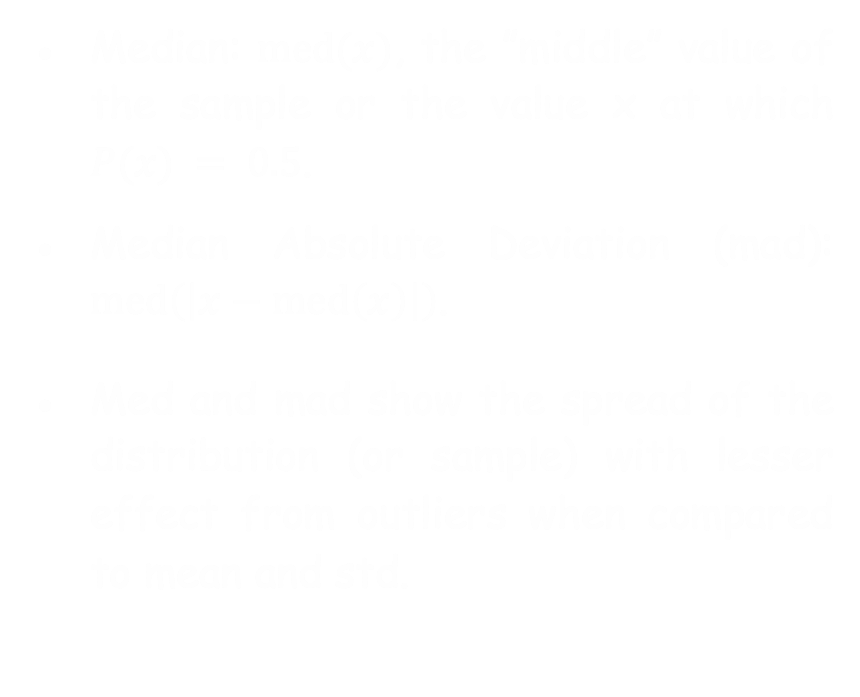 • Median: med(x) the "middle" value of
the sample or the value x at which
P(x) = 0.5.
• Median Absolute Deviation (mad):
med(|x − med(x)|).
• Med and mad show the spread of the
distribution (or sample) with lesser
effect from outliers when compared
to mean and std.